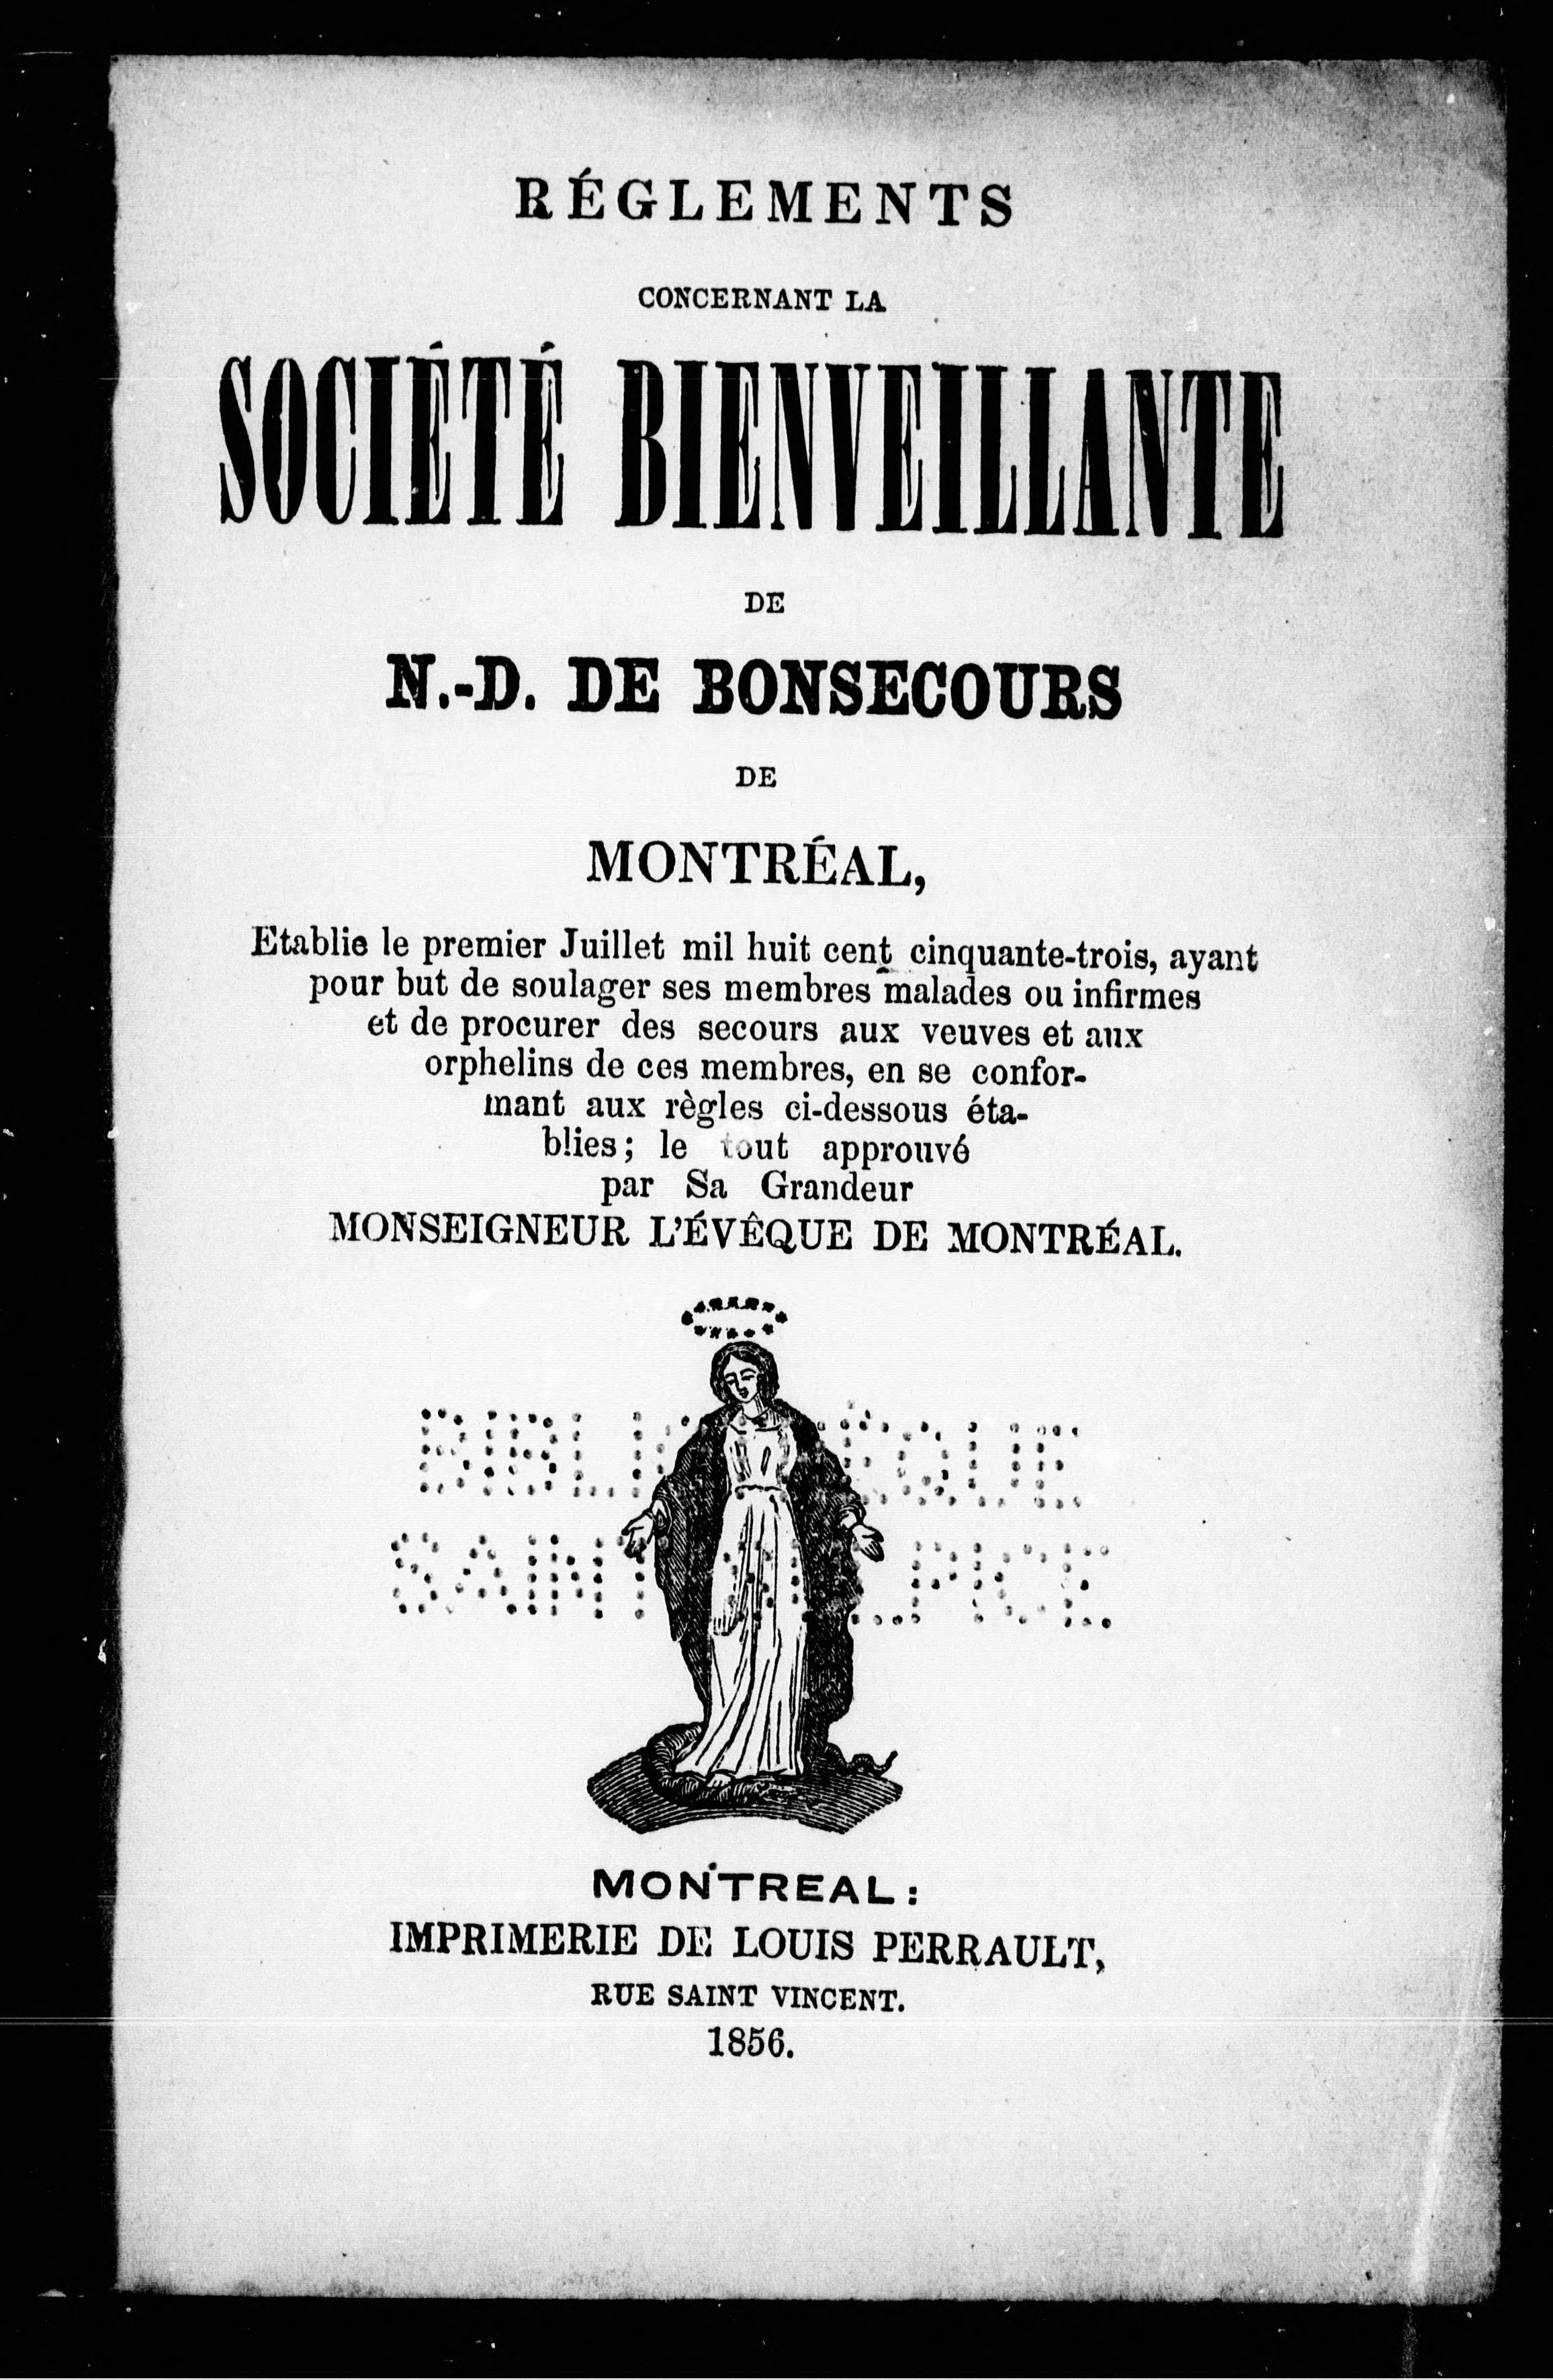 RÉGLEMENTS
CONCERNANT LA
SOCIÉTÉ BIENVEILLANTE
DE
N.-D. DE BONSECOURS
DE
MONTRÉAL,
Etablie le premier Juillet mil huit cent cinquante-trois, ayant
pour but de soulager ses membres malades ou infirmes
et de procurer des secours aux veuves et aux
orphelins de ces membres, en se confor-
mant aux règles ci-dessous éta-
blies; le tout approuvé
par Sa Grandeur
MONSEIGNEUR L'ÉVÊQUE DE MONTRÉAL.
MONTREAL:
IMPRIMERIE DE LOUIS PERRAULT,
RUE SAINT VINCENT.
1856.